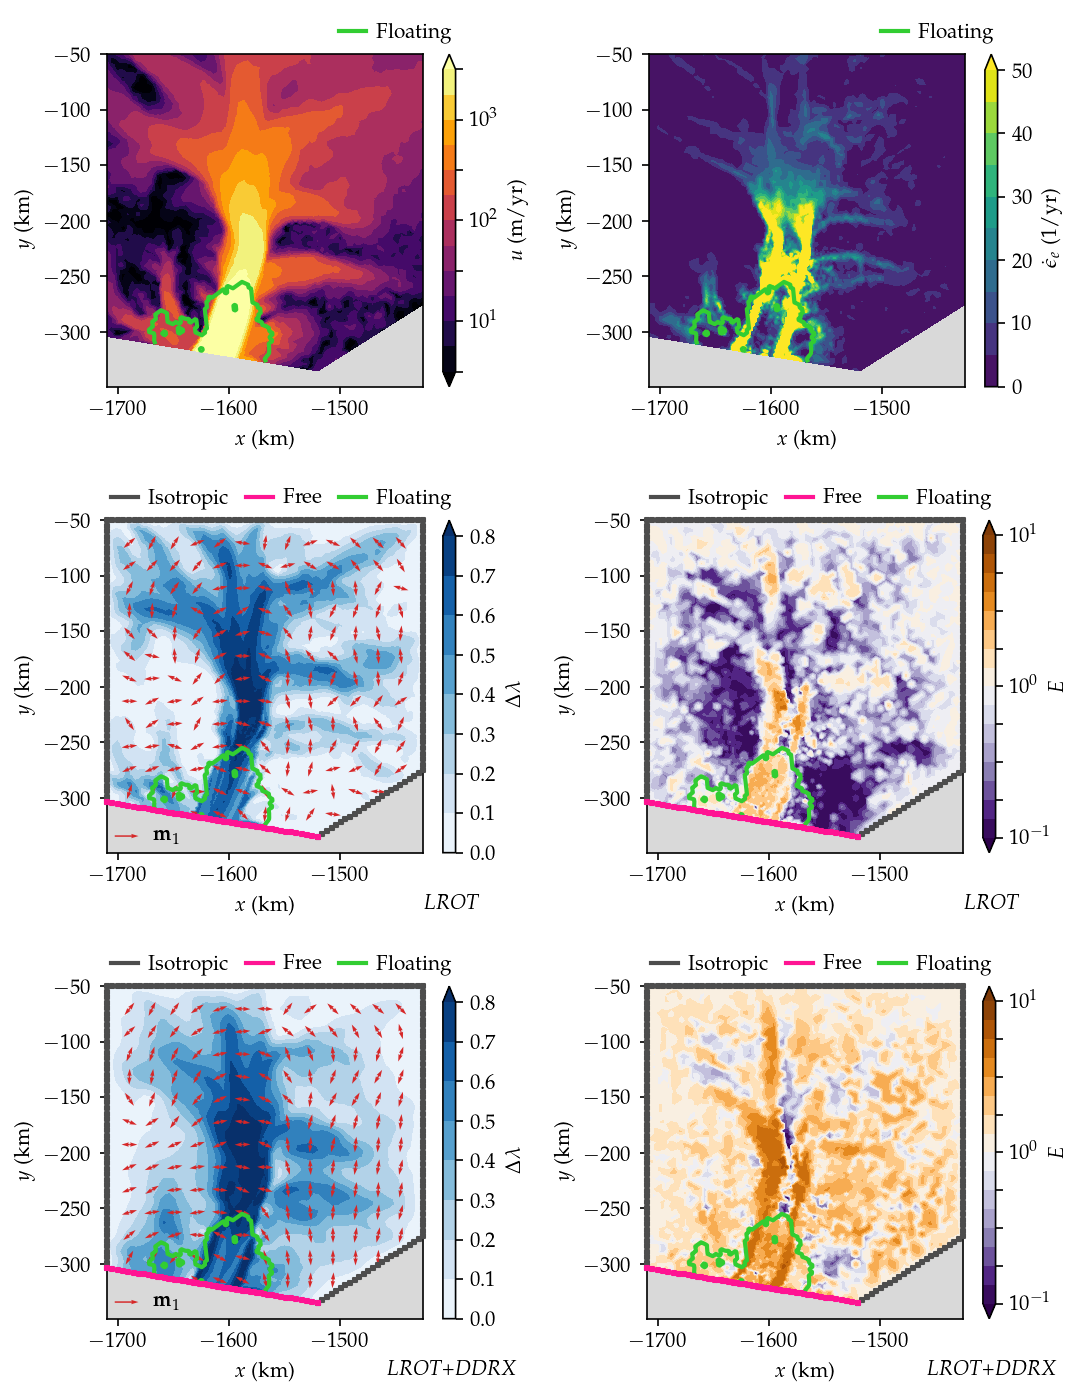 Floating
−50
−100
−150
−200
−250
−300
y (km)
−1700
−1600
−1500
x (km)
10³
10²
10¹
u (m/yr)
Floating
−50
−100
−150
−200
−250
−300
y (km)
−1700
−1600
−1500
x (km)
50
40
30
20
10
0
ε̇ₑ (1/yr)
Isotropic Free Floating
−50
−100
−150
−200
−250
−300
y (km)
m₁
−1700
−1600
−1500
x (km)
0.8
0.7
0.6
0.5
0.4
0.3
0.2
0.1
0.0
Δλ
LROT
Isotropic Free Floating
−50
−100
−150
−200
−250
−300
y (km)
−1700
−1600
−1500
x (km)
10¹
10⁰
10⁻¹
E
LROT
Isotropic Free Floating
−50
−100
−150
−200
−250
−300
y (km)
m₁
−1700
−1600
−1500
x (km)
0.8
0.7
0.6
0.5
0.4
0.3
0.2
0.1
0.0
Δλ
LROT+DDRX
Isotropic Free Floating
−50
−100
−150
−200
−250
−300
y (km)
−1700
−1600
−1500
x (km)
10¹
10⁰
10⁻¹
E
LROT+DDRX